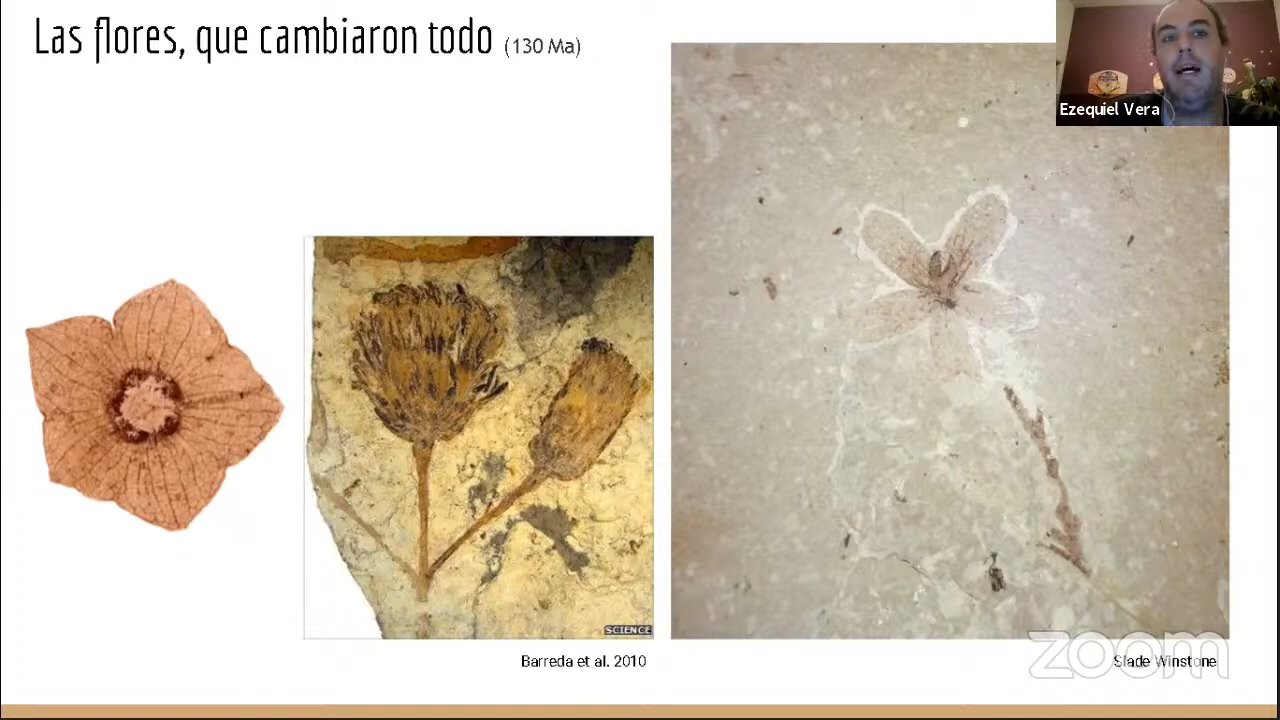 Las flores, que cambiaron todo (130 Ma)
Ezequiel Vera
SCIENCE
Barreda et al. 2010
Slade Winstone
zoom